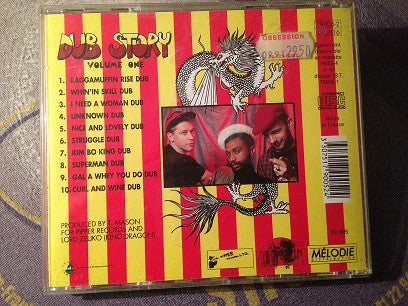 DUB STORY
VOLUME ONE
1. RAGGAMUFFIN RISE DUB
2. WHEN'IN SKILL DUB
3. I NEED A WOMAN DUB
4. UNKNOWN DUB
5. NICE AND LOVELY DUB
6. STRUGGLE DUB
7. KIM BO KING DUB
8. SUPERMAN DUB
9. GAL A WHEY YOU DO DUB
10. CURL AND WINE DUB
PRODUCED BY T. MASON
FOR PIPPER RECORDS AND
LORD ZELJKO (KING DRAGON)
OBSESSION
MÉLODIE